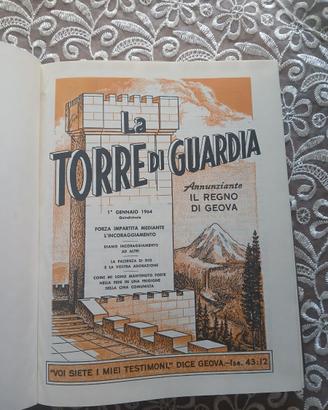 La
TORRE DI GUARDIA
Annunziante
IL REGNO
DI GEOVA
1° GENNAIO 1964
Quindicinale
FORZA IMPARTITA MEDIANTE
L'INCORAGGIAMENTO
DIAMO INCORAGGIAMENTO
AD ALTRI
LA PAZIENZA DI DIO
E LA VOSTRA ADORAZIONE
COME MI SONO MANTENUTO FORTE
NELLA FEDE IN UNA PRIGIONE
DELLA CINA COMUNISTA
"VOI SIETE I MIEI TESTIMONI," DICE GEOVA.—Isa. 43:12